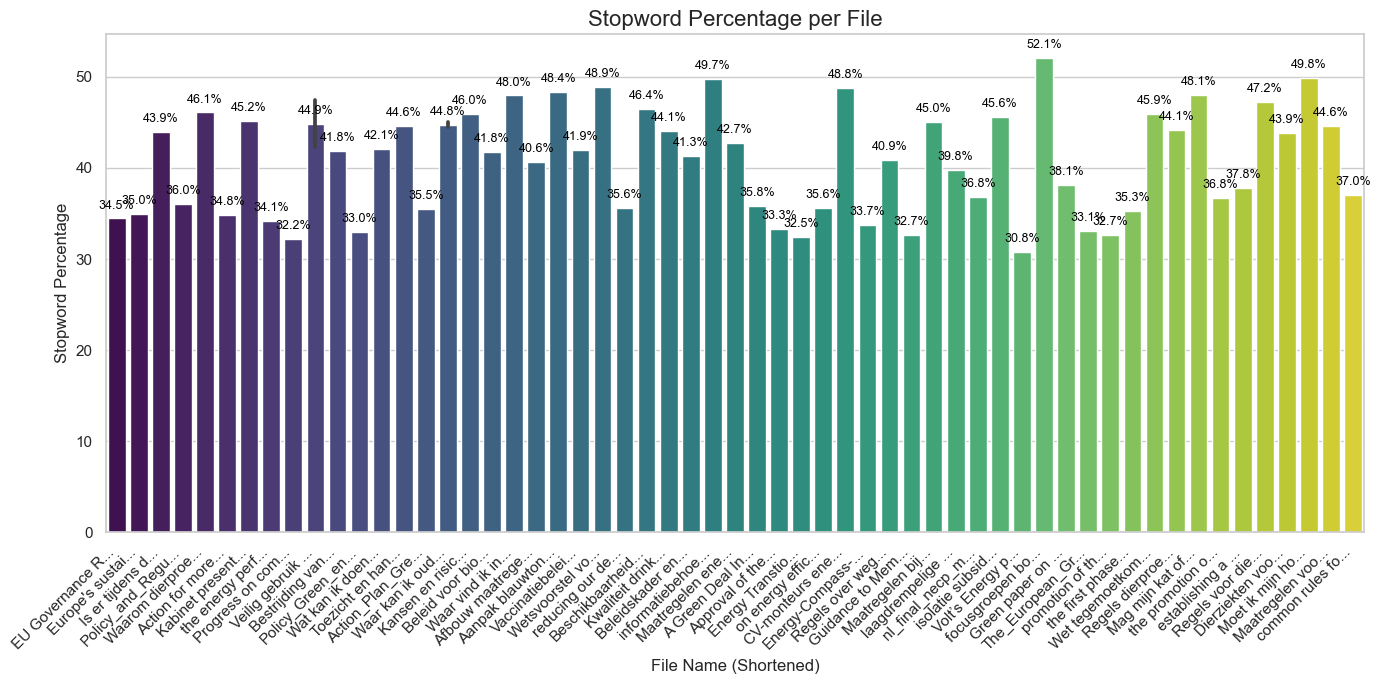 Stopword Percentage per File
Stopword Percentage
50
40
30
20
10
0
34.5%
35.0%
43.9%
36.0%
46.1%
34.8%
45.2%
34.1%
32.2%
44.9%
41.8%
33.0%
42.1%
44.6%
35.5%
44.8%
46.0%
41.8%
48.0%
40.6%
48.4%
41.9%
48.9%
35.6%
46.4%
44.1%
41.3%
49.7%
42.7%
35.8%
33.3%
32.5%
35.6%
48.8%
33.7%
40.9%
32.7%
45.0%
39.8%
36.8%
45.6%
30.8%
52.1%
38.1%
33.1%
32.7%
35.3%
45.9%
44.1%
48.1%
36.8%
37.8%
47.2%
43.9%
49.8%
44.6%
37.0%
EU Governance R...
Europe's sustai...
Is er tijdens d...
Policy_and_Regu...
Waarom dierproe...
Action for more...
Kabinet present...
the energy perf...
Progress on com...
Veilig gebruik ...
Bestrijding van...
Policy_Green_en...
Wat kan ik doen...
Toezicht en han...
Action_Plan_Gre...
Waar kan ik oud...
Kansen en risic...
Beleid voor bio...
Waar vind ik in...
Afbouw maatrege...
Aanpak blauwton...
Vaccinatiebelei...
Wetsvoorstel vo...
reducing our de...
Beschikbaarheid...
Kwaliteit drink...
Beleidskader en...
informatiepehoe...
Maatregelen ene...
A Green Deal In...
Approval of the...
Energy Transtio...
on energy effic...
CV-monteurs ene...
Energy-Compass-...
Regels over weg...
Guidance to Mem...
Maatregelen bij...
laagdrempelige ...
nl_final_necp_m...
isolatie subsid...
Volt's Energy p...
focusgroepen bo...
Green paper on ...
The_European_Gr...
promotion of th...
the first phase...
Wet tegemoetkom...
Regels dierproe...
Mag mijn kat of...
the promotion o...
establishing a ...
Regels voor die...
Dierziekten voo...
Moet ik mijn ho...
Maatregelen voo...
common rules fo...
File Name (Shortened)